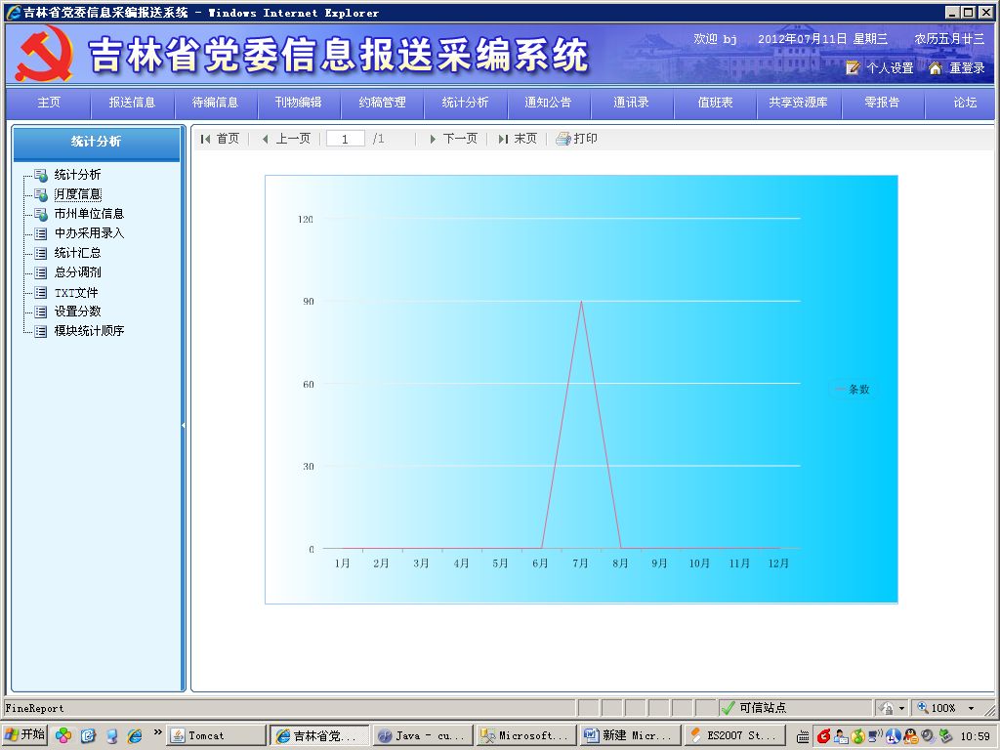 吉林省党委信息采编报送系统 - Windows Internet Explorer
吉林省党委信息报送采编系统
欢迎 bj 2012年07月11日 星期三 农历五月廿三
个人设置 重登录
主页 报送信息 待编信息 刊物编辑 约稿管理 统计分析 通知公告 通讯录 值班表 共享资源库 零报告 论坛
统计分析
首页 上一页 1 /1 下一页 末页 打印
统计分析
月度信息
市州单位信息
中办采用录入
统计汇总
总分调剂
TXT文件
设置分数
模块统计顺序
120
90
60
30
0
1月 2月 3月 4月 5月 6月 7月 8月 9月 10月 11月 12月
条数
FineReport 可信站点 100%
开始 » Tomcat 吉林省党... Java - cu... Microsoft... 新建 Micr... ES2007 St... 10:59